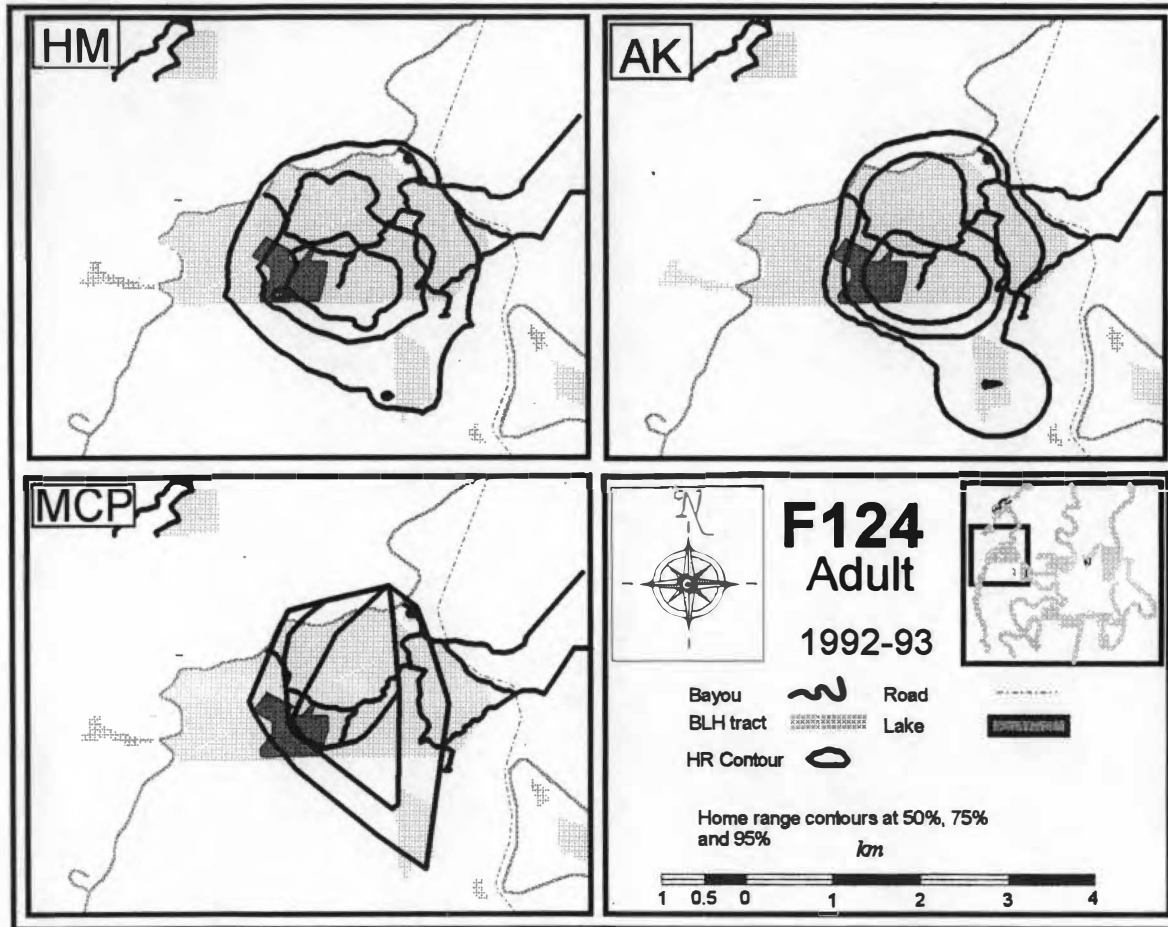 HM
AK
MCP
N
F124
Adult
1992-93
Bayou
Road
BLH tract
Lake
HR Contour
Home range contours at 50%, 75%
and 95%
km
1 0.5 0 1 2 3 4